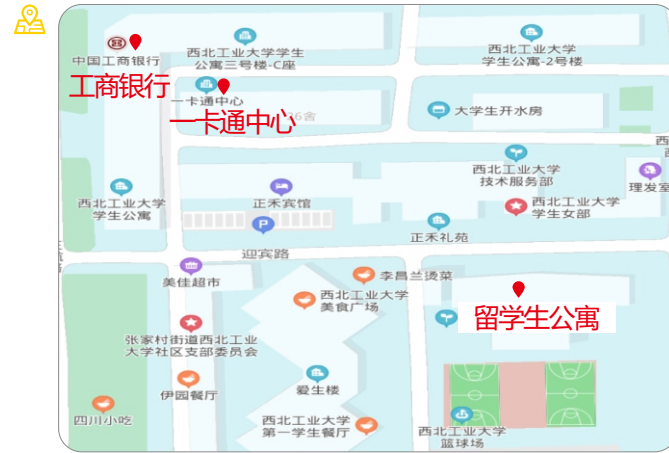 中国工商银行
工商银行
西北工业大学学生
公寓三号楼-C座
西北工业大学
学生公寓-2号楼
一卡通中心
一卡通中心
6舍
大学生开水房
西北工业大学
学生公寓
正禾宾馆
P
西北工业大学
技术服务部
西
理发室
西北工业大学
学生女部
正禾礼苑
迎宾路
美佳超市
李昌兰烫菜
西北工业大学
美食广场
留学生公寓
张家村街道西北工业
大学社区支部委员会
伊园餐厅
爱生楼
四川小吃
西北工业大学
第一学生餐厅
西北工业大学
篮球场